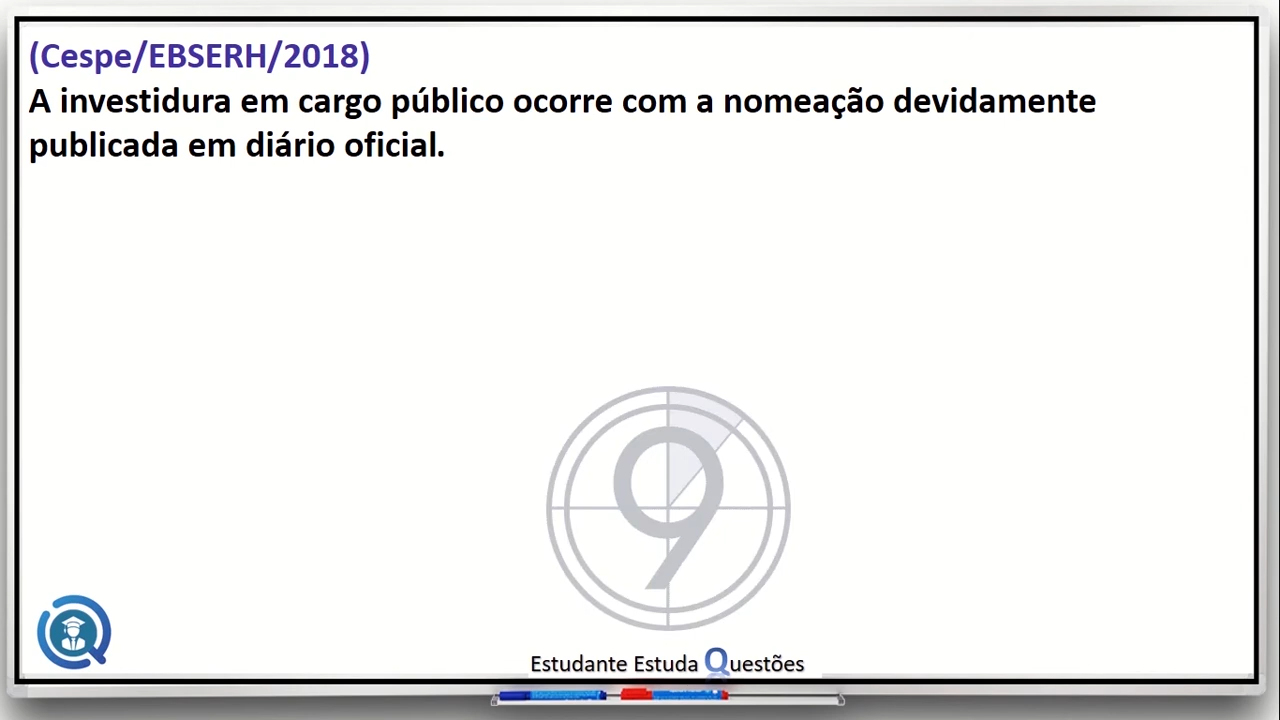 (Cespe/EBSERH/2018)
A investidura em cargo público ocorre com a nomeação devidamente
publicada em diário oficial.
9
Estudante Estuda Questões